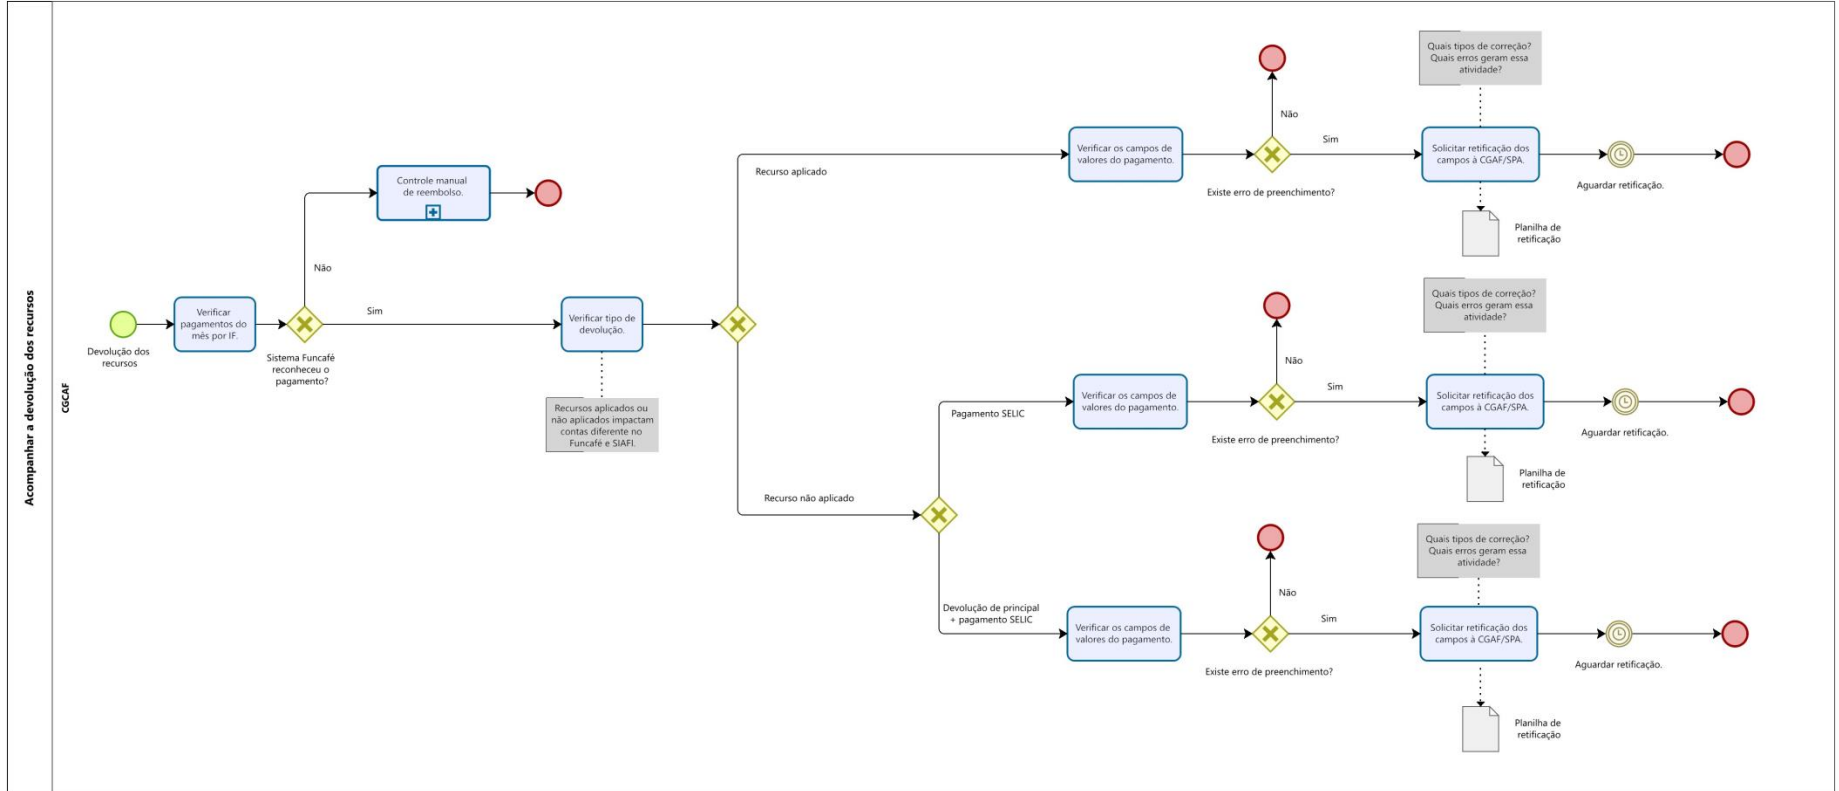 Acompanhar a devolução dos recursos
CGCAF
Devolução dos
recursos
Verificar
pagamentos do
mês por IF.
Sistema Funcafé
reconheceu o
pagamento?
Não
Controle manual
de reembolso.
Sim
Verificar tipo de
devolução.
Recursos aplicados ou
não aplicados impactam
contas diferente no
Funcafé e SIAFI.
Recurso aplicado
Verificar os campos de
valores do pagamento.
Existe erro de preenchimento?
Não
Sim
Quais tipos de correção?
Quais erros geram essa
atividade?
Solicitar retificação dos
campos à CGAF/SPA.
Planilha de
retificação
Aguardar retificação.
Recurso não aplicado
Pagamento SELIC
Verificar os campos de
valores do pagamento.
Existe erro de preenchimento?
Não
Sim
Quais tipos de correção?
Quais erros geram essa
atividade?
Solicitar retificação dos
campos à CGAF/SPA.
Planilha de
retificação
Aguardar retificação.
Devolução de principal
+ pagamento SELIC
Verificar os campos de
valores do pagamento.
Existe erro de preenchimento?
Não
Sim
Quais tipos de correção?
Quais erros geram essa
atividade?
Solicitar retificação dos
campos à CGAF/SPA.
Planilha de
retificação
Aguardar retificação.